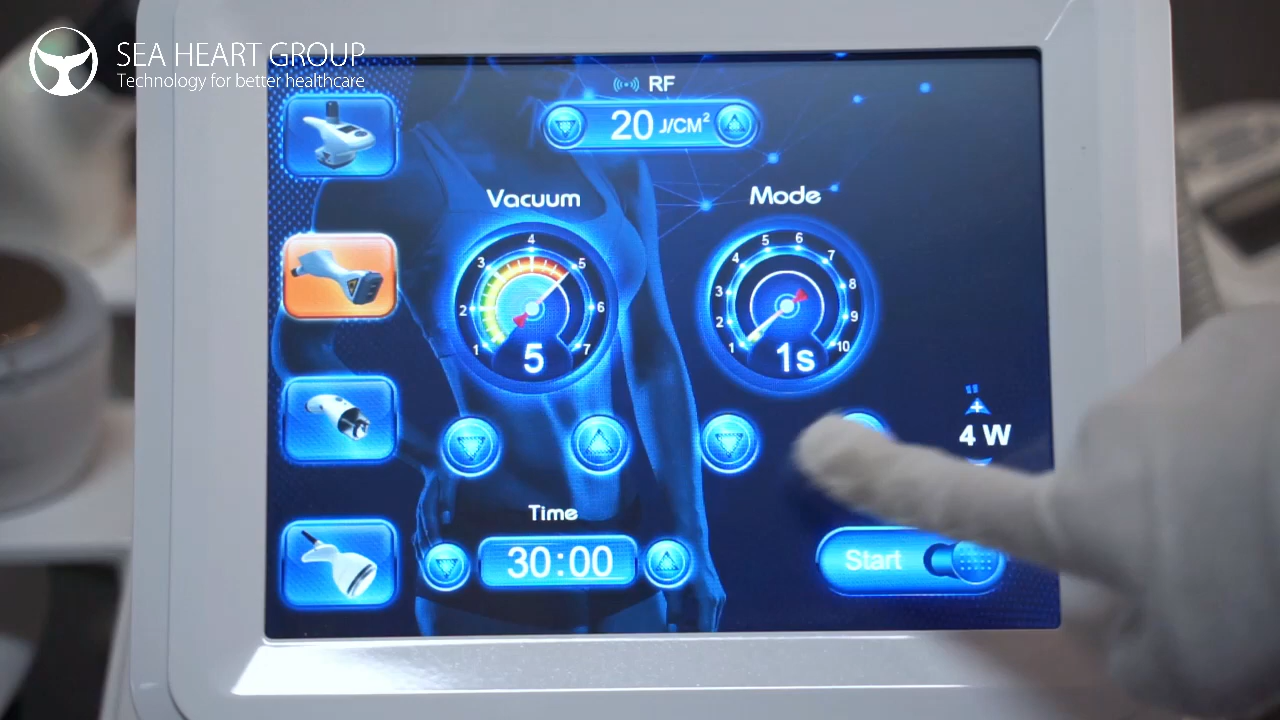 SEA HEART GROUP
Technology for better healthcare
RF
20 J/CM²
Vacuum
1 2 3 4 5 6 7
5
Mode
1 2 3 4 5 6 7 8 9 10
1s
4 W
Time
30:00
Start